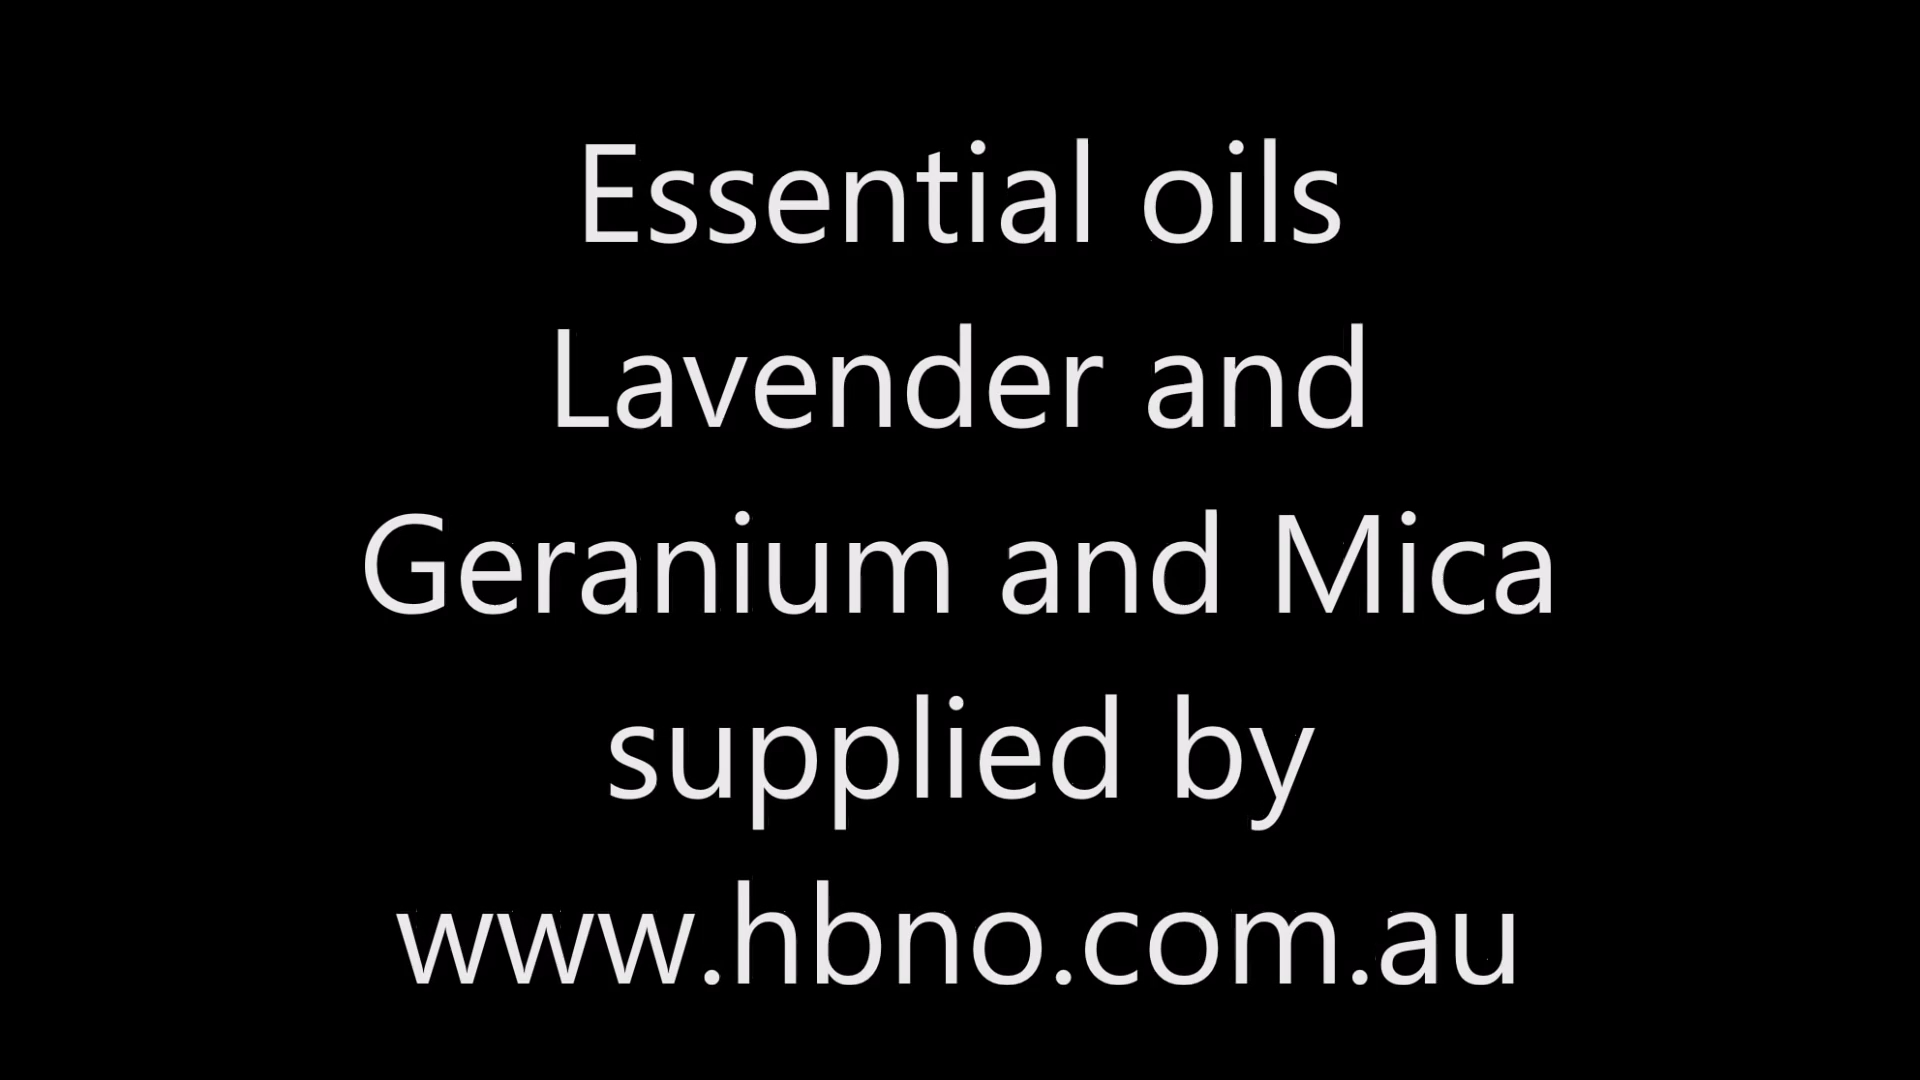 Essential oils
Lavender and
Geranium and Mica
supplied by
www.hbno.com.au